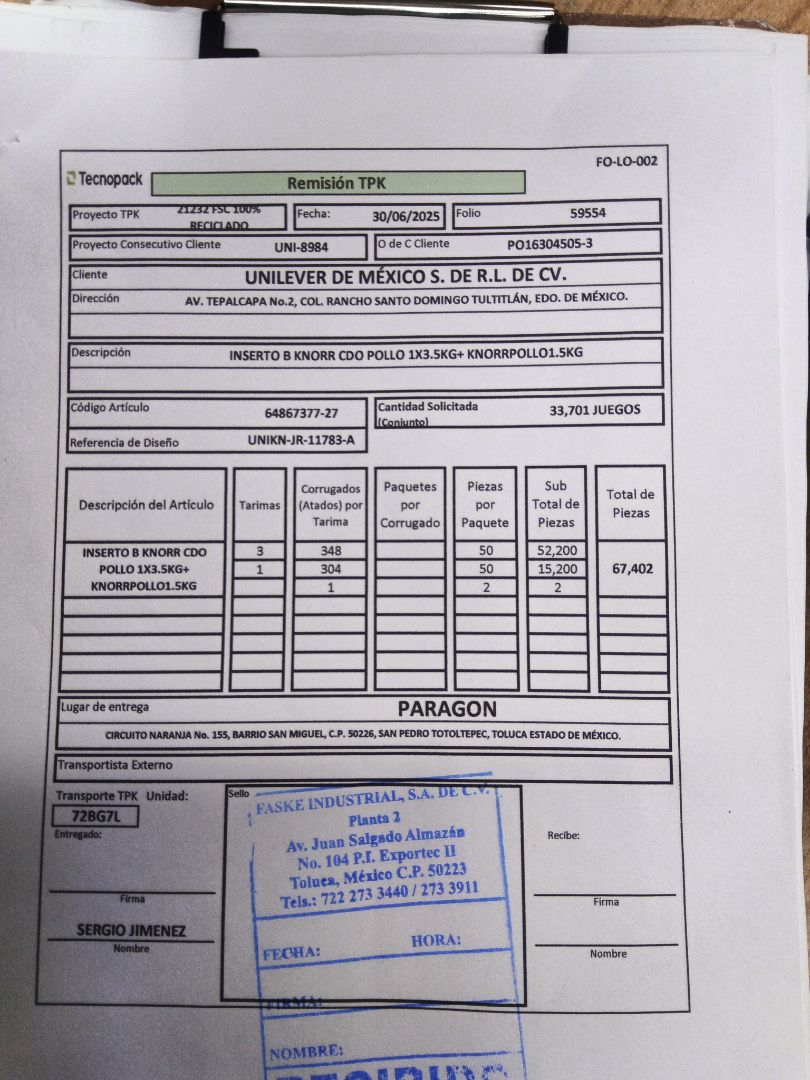 FO-LO-002
Tecnopack
Remisión TPK
Proyecto TPK 21232 FSC 100% RECICLADO
Fecha: 30/06/2025
Folio 59554
Proyecto Consecutivo Cliente UNI-8984
O de C Cliente PO16304505-3
Cliente UNILEVER DE MÉXICO S. DE R.L. DE CV.
Dirección AV. TEPALCAPA No.2, COL. RANCHO SANTO DOMINGO TULTITLÁN, EDO. DE MÉXICO.
Descripción INSERTO B KNORR CDO POLLO 1X3.5KG+ KNORRPOLLO1.5KG
Código Artículo 64867377-27
Cantidad Solicitada (Conjunto) 33,701 JUEGOS
Referencia de Diseño UNIKN-JR-11783-A
Descripción del Artículo Tarimas Corrugados (Atados) por Tarima Paquetes por Corrugado Piezas por Paquete Sub Total de Piezas Total de Piezas
INSERTO B KNORR CDO 3 348 50 52,200
POLLO 1X3.5KG+ 1 304 50 15,200 67,402
KNORRPOLLO1.5KG 1 2 2
Lugar de entrega PARAGON
CIRCUITO NARANJA No. 155, BARRIO SAN MIGUEL, C.P. 50226, SAN PEDRO TOTOLTEPEC, TOLUCA ESTADO DE MÉXICO.
Transportista Externo
Transporte TPK Unidad:
72BG7L
Entregado:
Firma
SERGIO JIMENEZ
Nombre
Sello
FASKE INDUSTRIAL, S.A. DE C.V.
Planta 2
Av. Juan Salgado Almazán
No. 104 P.I. Exportec II
Toluca, México C.P. 50223
Tels.: 722 273 3440 / 273 3911
FECHA: HORA:
FIRMA:
NOMBRE:
RECIBIDO
Recibe:
Firma
Nombre